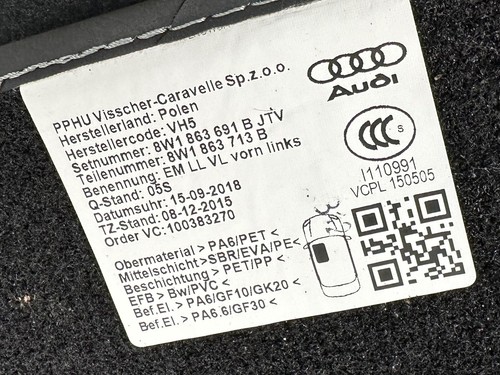 PPHU Visscher-Caravelle Sp.z.o.o.
Herstellerland: Polen
Herstellercode: VH5
Setnummer: 8W1 863 691 B JTV
Teilenummer: 8W1 863 713 B
Benennung: EM LL VL vorn links
Q-Stand: 05S
Datumsuhr: 15-09-2018
TZ-Stand: 08-12-2015
Order VC:100383270
Obermaterial > PA6/PET <
Mittelschicht >SBR/EVA/PE<
Beschichtung > PET/PP <
EFB > Bw/PVC <
Bef.El. > PA6/GF10/GK20 <
Bef.El. > PA6.6/GF30 <
Audi
CCC S
I110991
VCPL 150505